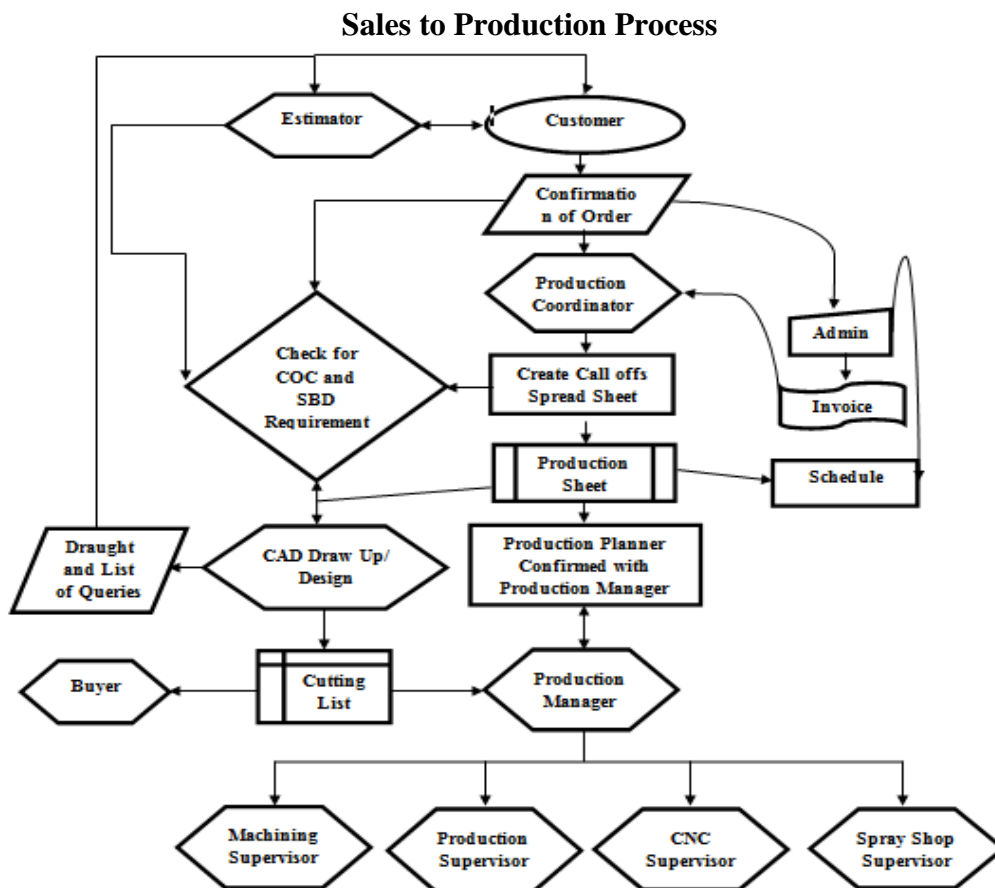 Sales to Production Process
Estimator
Customer
Confirmatio
n of Order
Production
Coordinator
Admin
Check for
COC and
SBD
Requirement
Create Call offs
Spread Sheet
Invoice
Production
Sheet
Schedule
Draught
and List
of Queries
CAD Draw Up/
Design
Production Planner
Confirmed with
Production Manager
Buyer
Cutting
List
Production
Manager
Machining
Supervisor
Production
Supervisor
CNC
Supervisor
Spray Shop
Supervisor